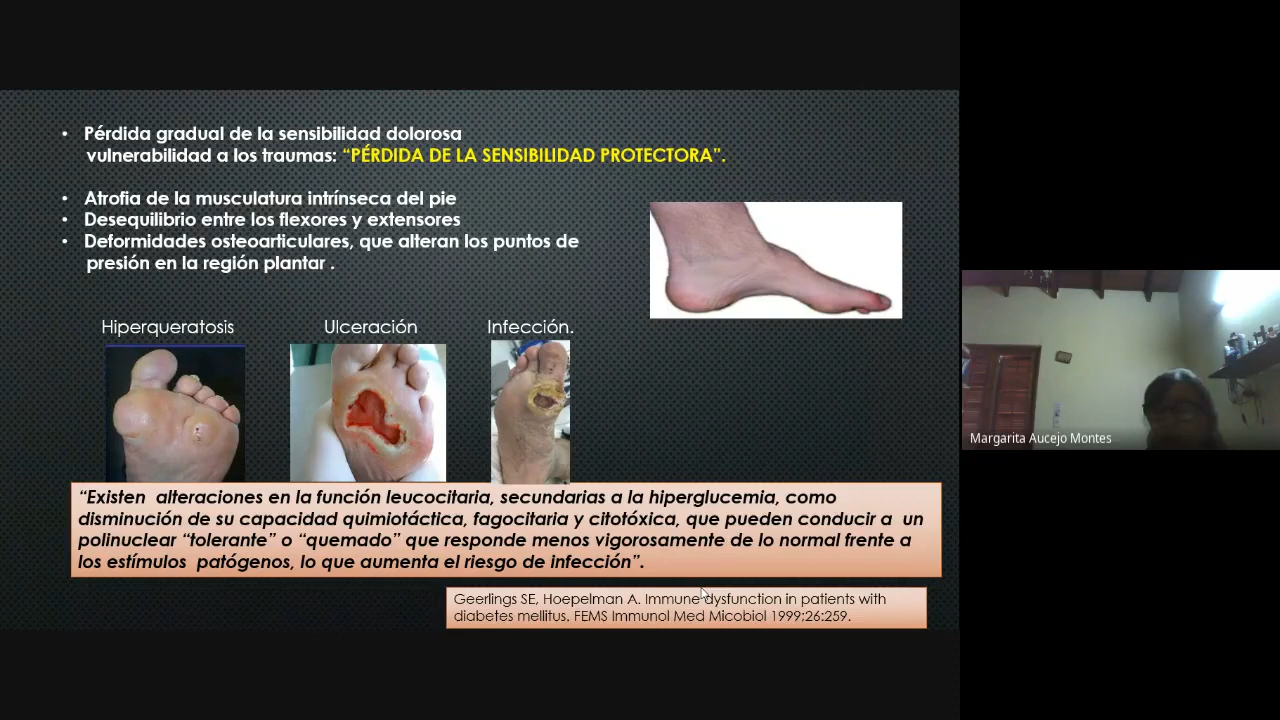 • Pérdida gradual de la sensibilidad dolorosa
vulnerabilidad a los traumas: “PÉRDIDA DE LA SENSIBILIDAD PROTECTORA”.
• Atrofia de la musculatura intrínseca del pie
• Desequilibrio entre los flexores y extensores
• Deformidades osteoarticulares, que alteran los puntos de
presión en la región plantar .
Hiperqueratosis Ulceración Infección.
“Existen alteraciones en la función leucocitaria, secundarias a la hiperglucemia, como
disminución de su capacidad quimiotáctica, fagocitaria y citotóxica, que pueden conducir a un
polinuclear “tolerante” o “quemado” que responde menos vigorosamente de lo normal frente a
los estímulos patógenos, lo que aumenta el riesgo de infección”.
Geerlings SE, Hoepelman A. Immune dysfunction in patients with
diabetes mellitus. FEMS Immunol Med Micobiol 1999;26:259.
Margarita Aucejo Montes